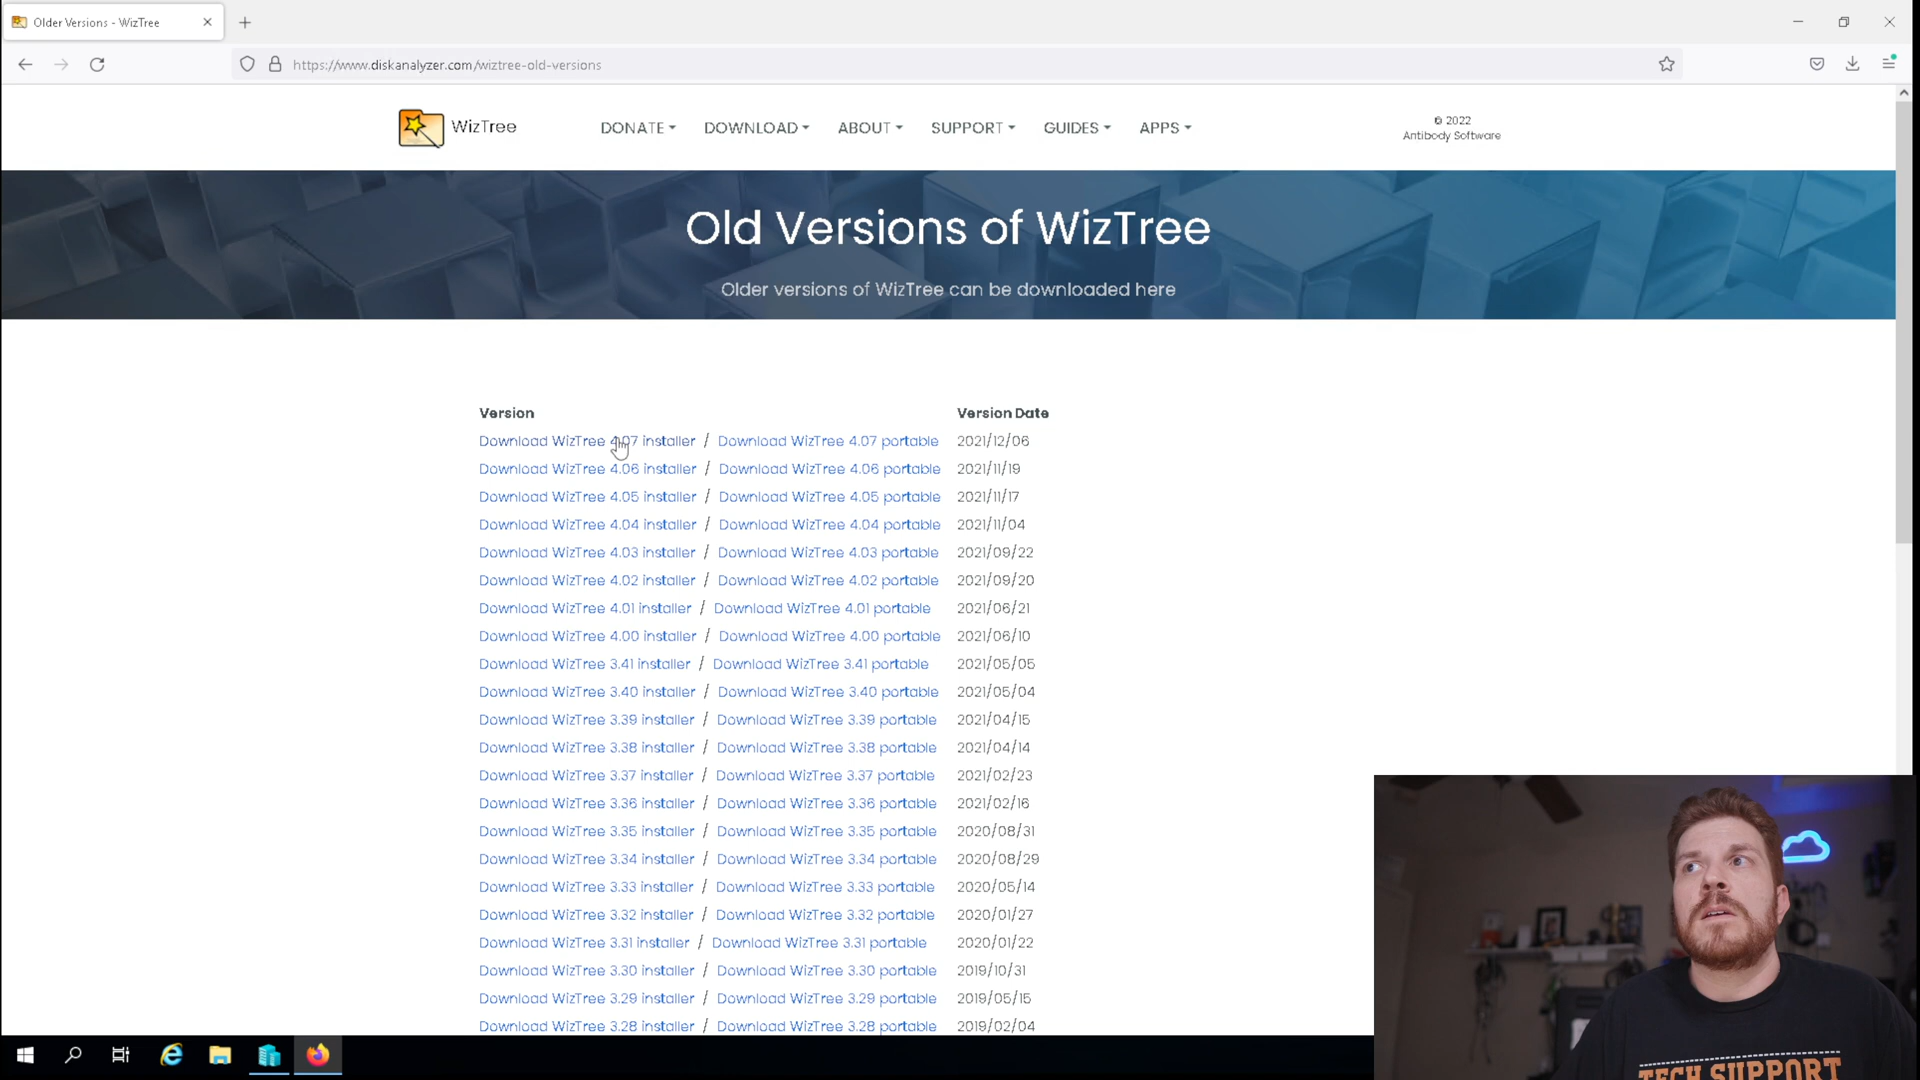 Older Versions - WizTree
https://www.diskanalyzer.com/wiztree-old-versions
WizTree
DONATE DOWNLOAD ABOUT SUPPORT GUIDES APPS
© 2022
Antibody Software
Old Versions of WizTree
Older versions of WizTree can be downloaded here
Version Version Date
Download WizTree 4.07 installer / Download WizTree 4.07 portable 2021/12/06
Download WizTree 4.06 installer / Download WizTree 4.06 portable 2021/11/19
Download WizTree 4.05 installer / Download WizTree 4.05 portable 2021/11/17
Download WizTree 4.04 installer / Download WizTree 4.04 portable 2021/11/04
Download WizTree 4.03 installer / Download WizTree 4.03 portable 2021/09/22
Download WizTree 4.02 installer / Download WizTree 4.02 portable 2021/09/20
Download WizTree 4.01 installer / Download WizTree 4.01 portable 2021/06/21
Download WizTree 4.00 installer / Download WizTree 4.00 portable 2021/06/10
Download WizTree 3.41 installer / Download WizTree 3.41 portable 2021/05/05
Download WizTree 3.40 installer / Download WizTree 3.40 portable 2021/05/04
Download WizTree 3.39 installer / Download WizTree 3.39 portable 2021/04/15
Download WizTree 3.38 installer / Download WizTree 3.38 portable 2021/04/14
Download WizTree 3.37 installer / Download WizTree 3.37 portable 2021/02/23
Download WizTree 3.36 installer / Download WizTree 3.36 portable 2021/02/16
Download WizTree 3.35 installer / Download WizTree 3.35 portable 2020/08/31
Download WizTree 3.34 installer / Download WizTree 3.34 portable 2020/08/29
Download WizTree 3.33 installer / Download WizTree 3.33 portable 2020/05/14
Download WizTree 3.32 installer / Download WizTree 3.32 portable 2020/01/27
Download WizTree 3.31 installer / Download WizTree 3.31 portable 2020/01/22
Download WizTree 3.30 installer / Download WizTree 3.30 portable 2019/10/31
Download WizTree 3.29 installer / Download WizTree 3.29 portable 2019/05/15
Download WizTree 3.28 installer / Download WizTree 3.28 portable 2019/02/04
TECH SUPPORT